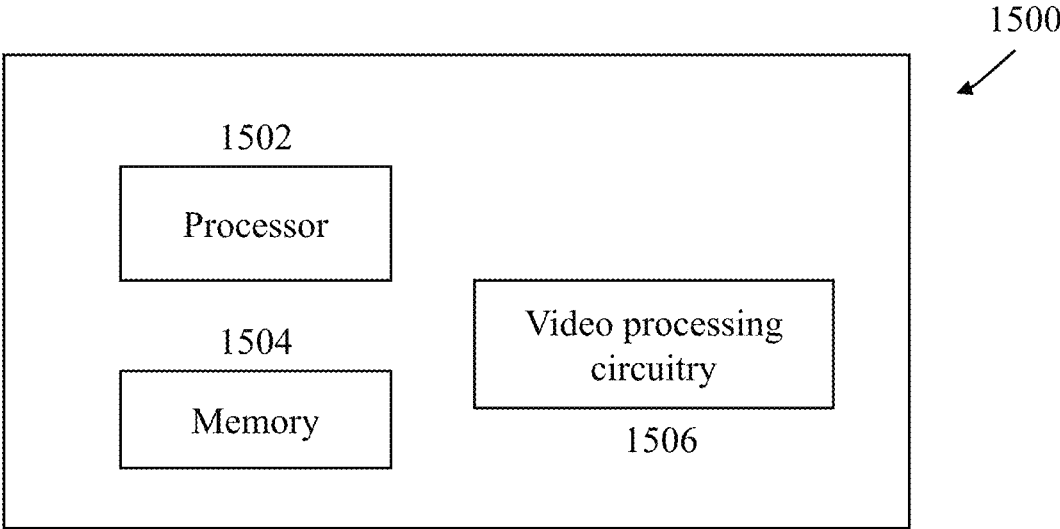 1500
1502
Processor
1504
Memory
Video processing
circuitry
1506